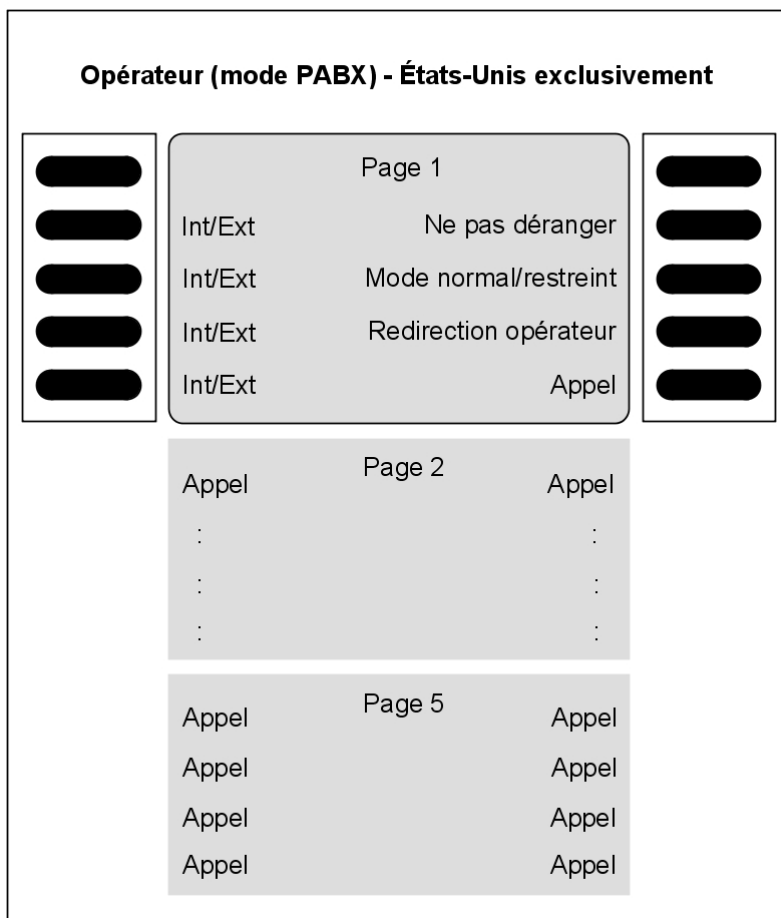 Opérateur (mode PABX) - États-Unis exclusivement
Page 1
Int/Ext Ne pas déranger
Int/Ext Mode normal/restreint
Int/Ext Redirection opérateur
Int/Ext Appel
Page 2
Appel Appel
: :
: :
: :
Page 5
Appel Appel
Appel Appel
Appel Appel
Appel Appel